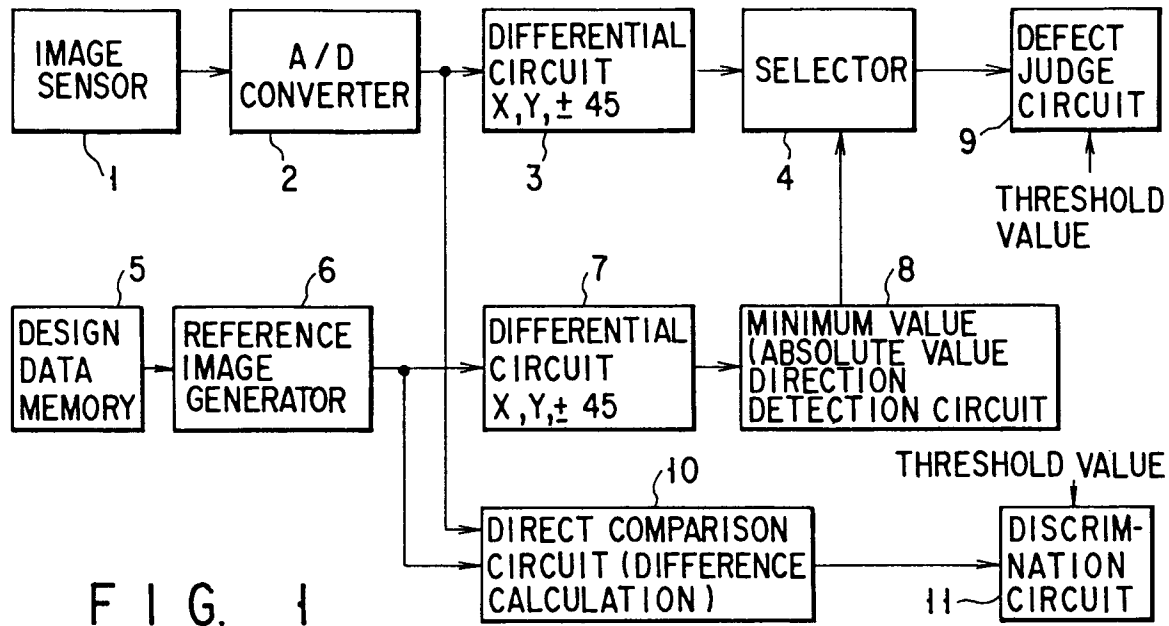 IMAGE
SENSOR
1
A/D
CONVERTER
2
DIFFERENTIAL
CIRCUIT
X,Y,± 45
3
SELECTOR
4
DEFECT
JUDGE
CIRCUIT
9
THRESHOLD
VALUE
5
DESIGN
DATA
MEMORY
6
REFERENCE
IMAGE
GENERATOR
7
DIFFERENTIAL
CIRCUIT
X,Y,± 45
8
MINIMUM VALUE
(ABSOLUTE VALUE
DIRECTION
DETECTION CIRCUIT
10
DIRECT COMPARISON
CIRCUIT (DIFFERENCE
CALCULATION)
THRESHOLD VALUE
DISCRIM-
NATION
CIRCUIT
11
FIG. 1